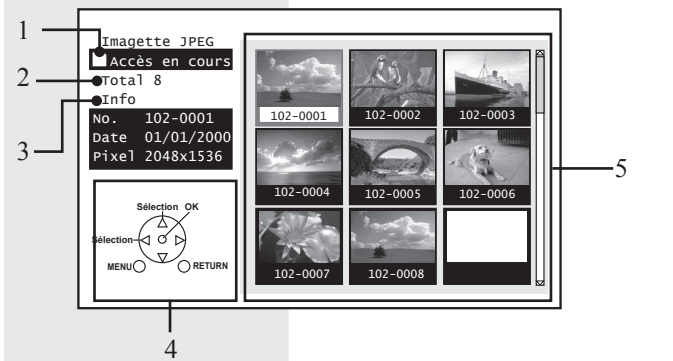 1
Imagette JPEG
Accès en cours
2
Total 8
3
Info
No. 102-0001
Date 01/01/2000
Pixel 2048x1536
102-0001
102-0002
102-0003
102-0004
102-0005
102-0006
102-0007
102-0008
5
Sélection OK
Sélection
MENU
RETURN
4